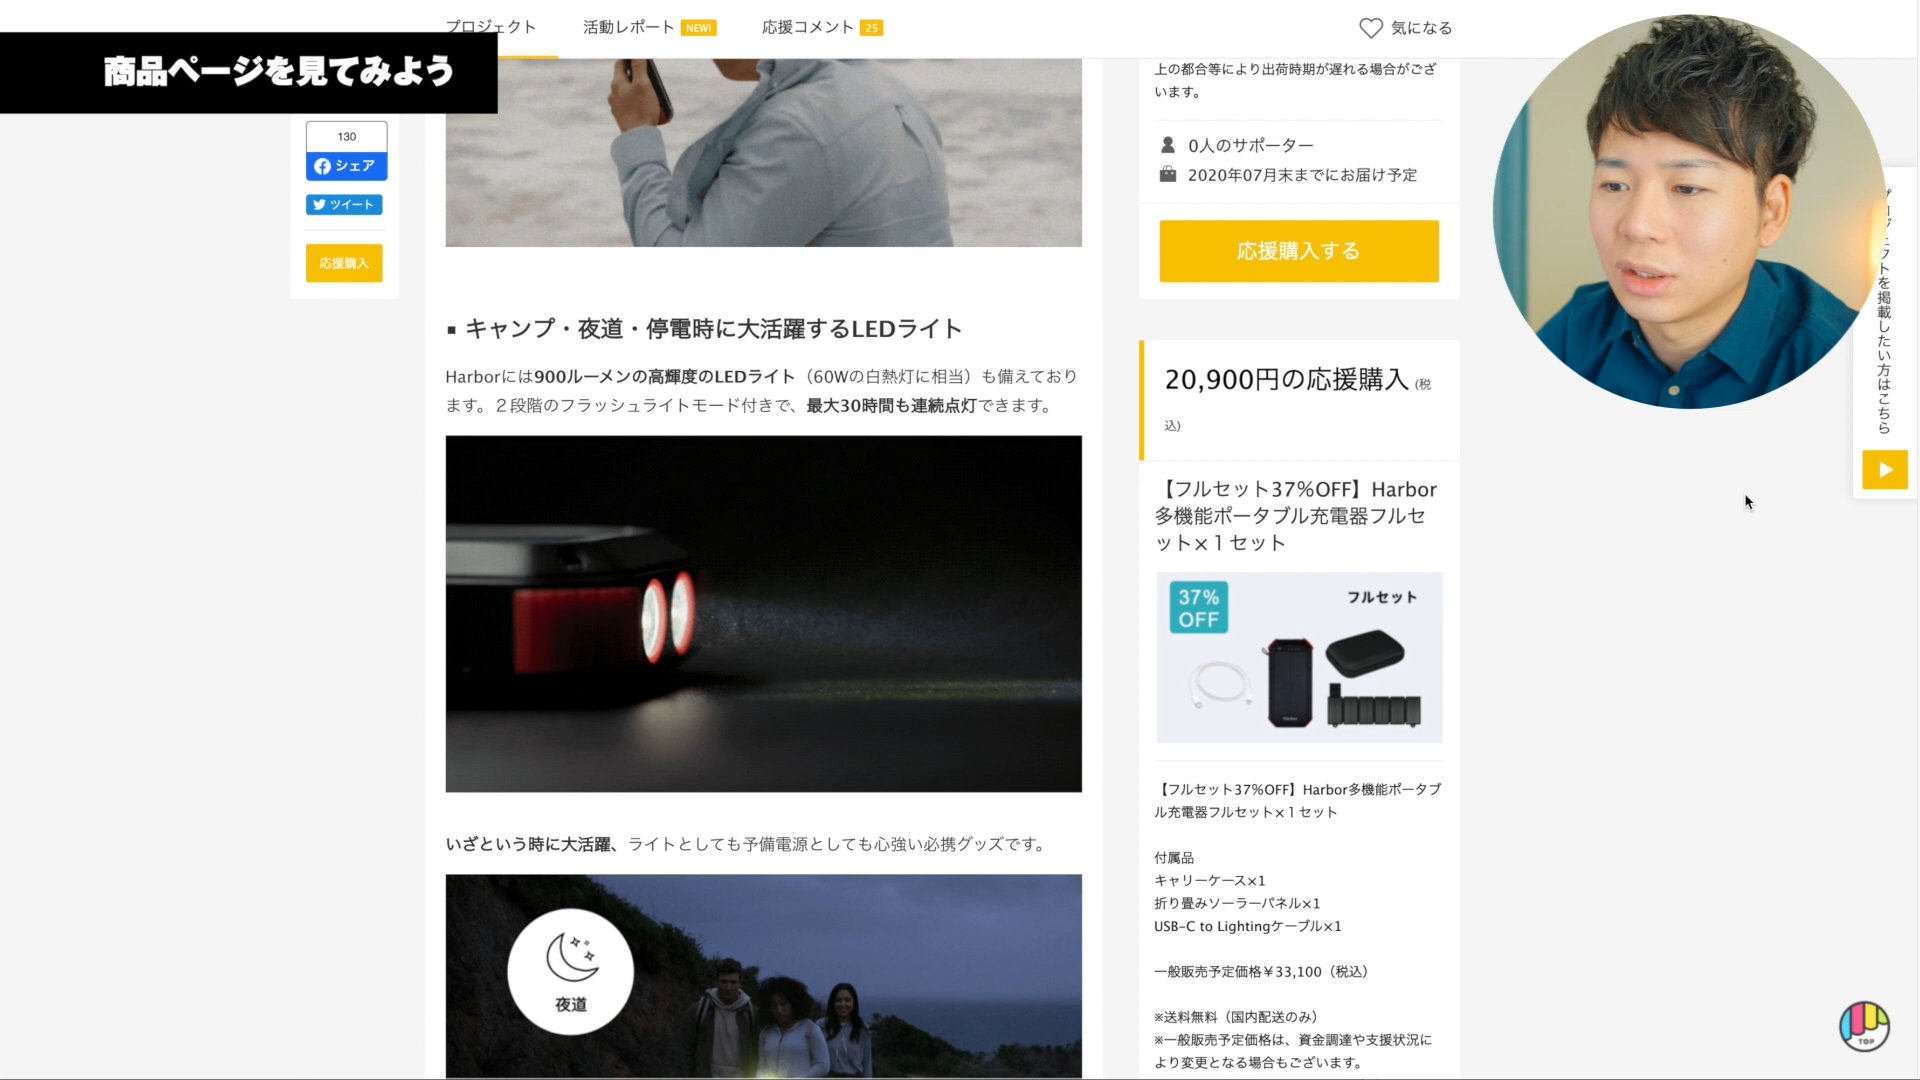 プロジェクト
活動レポート NEW!
応援コメント 25
気になる
商品ページを見てみよう
130
シェア
ツイート
応援購入
上の都合等により出荷時期が遅れる場合がござ
います。
0人のサポーター
2020年07月末までにお届け予定
応援購入する
プロジェクトを掲載したい方はこちら
▪ キャンプ・夜道・停電時に大活躍するLEDライト
Harborには900ルーメンの高輝度のLEDライト（60Wの白熱灯に相当）も備えており
ます。２段階のフラッシュライトモード付きで、最大30時間も連続点灯できます。
いざという時に大活躍、ライトとしても予備電源としても心強い必携グッズです。
夜道
20,900円の応援購入 (税
込)
【フルセット37％OFF】Harbor
多機能ポータブル充電器フルセ
ット×１セット
37%
OFF
フルセット
【フルセット37％OFF】Harbor多機能ポータブ
ル充電器フルセット×１セット
付属品
キャリーケース×1
折り畳みソーラーパネル×1
USB-C to Lightingケーブル×1
一般販売予定価格￥33,100（税込）
※送料無料（国内配送のみ）
※一般販売予定価格は、資金調達や支援状況に
より変更となる場合もございます。
TOP